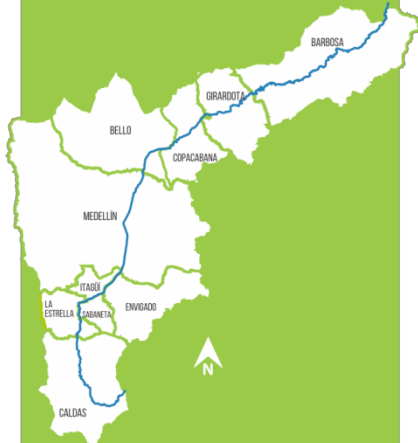 BARBOSA
GIRARDOTA
BELLO
COPACABANA
MEDELLÍN
ITAGÜÍ
LA
ESTRELLA
SABANETA
ENVIGADO
N
CALDAS